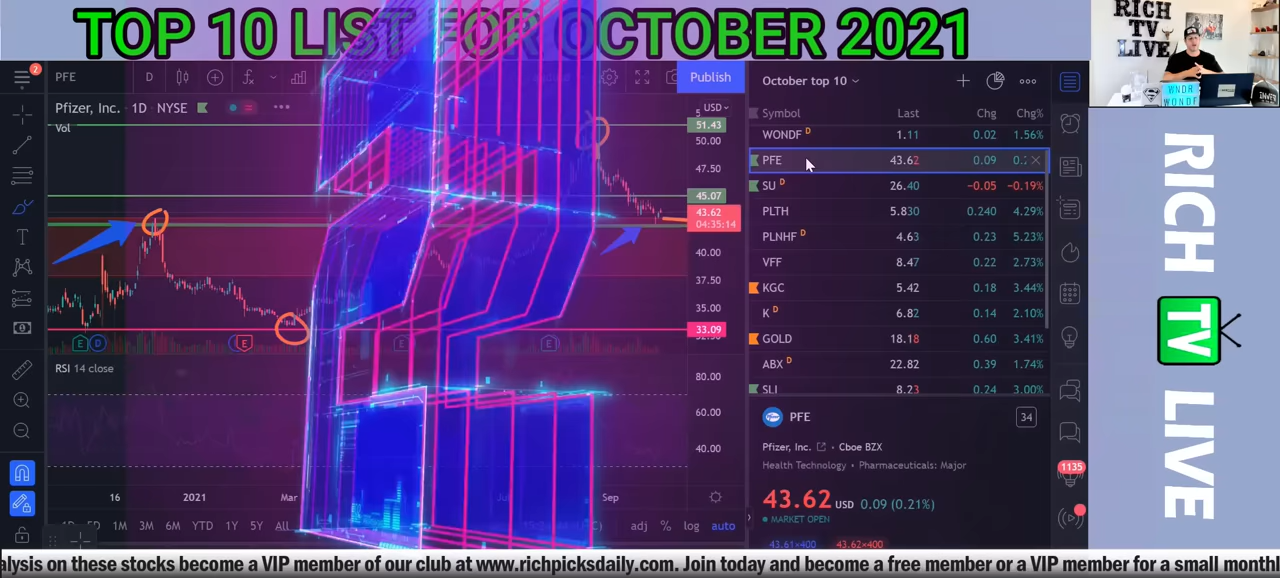 TOP 10 LIST FOR OCTOBER 2021
RICH
TV
LIVE
2
PFE
D
Publish
October top 10
Pfizer, Inc. · 1D · NYSE
USD
Vol
51.43
50.00
47.50
45.07
43.62
04:35:14
40.00
37.50
35.00
33.09
E D
E
E
E
RSI 14 close
80.00
60.00
40.00
16 2021 Mar Sep
1D 5D 1M 3M 6M YTD 1Y 5Y All
adj % log auto
Symbol Last Chg Chg%
WONDF D 1.11 0.02 1.56%
PFE 43.62 0.09
SU D 26.40 −0.05 −0.19%
PLTH 5.830 0.240 4.29%
PLNHF D 4.63 0.23 5.23%
VFF 8.47 0.22 2.73%
KGC 5.42 0.18 3.44%
K D 6.82 0.14 2.10%
GOLD 18.18 0.60 3.41%
ABX D 22.82 0.39 1.74%
SLI 8.23 0.24 3.00%
PFE
34
Pfizer, Inc. · Cboe BZX
Health Technology · Pharmaceuticals: Major
43.62 USD 0.09 (0.21%)
MARKET OPEN
43.61×400 43.62×400
1135
WNDR
WONDF
RICH
TV
LIVE
alysis on these stocks become a VIP member of our club at www.richpicksdaily.com. Join today and become a free member or a VIP member for a small month